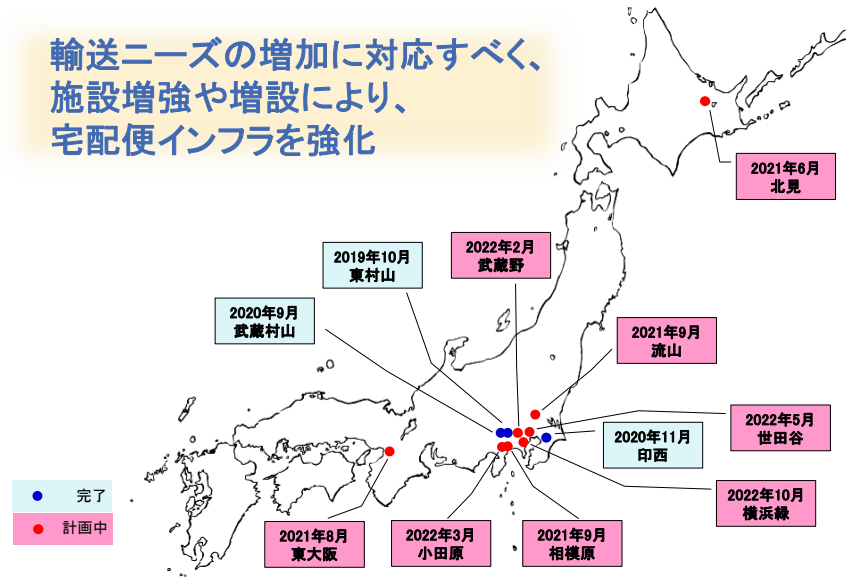 輸送ニーズの増加に対応すべく、
施設増強や増設により、
宅配便インフラを強化
2021年6月
北見
2022年2月
武蔵野
2019年10月
東村山
2020年9月
武蔵村山
2021年9月
流山
2022年5月
世田谷
2020年11月
印西
2022年10月
横浜緑
2021年8月
東大阪
2022年3月
小田原
2021年9月
相模原
完了
計画中